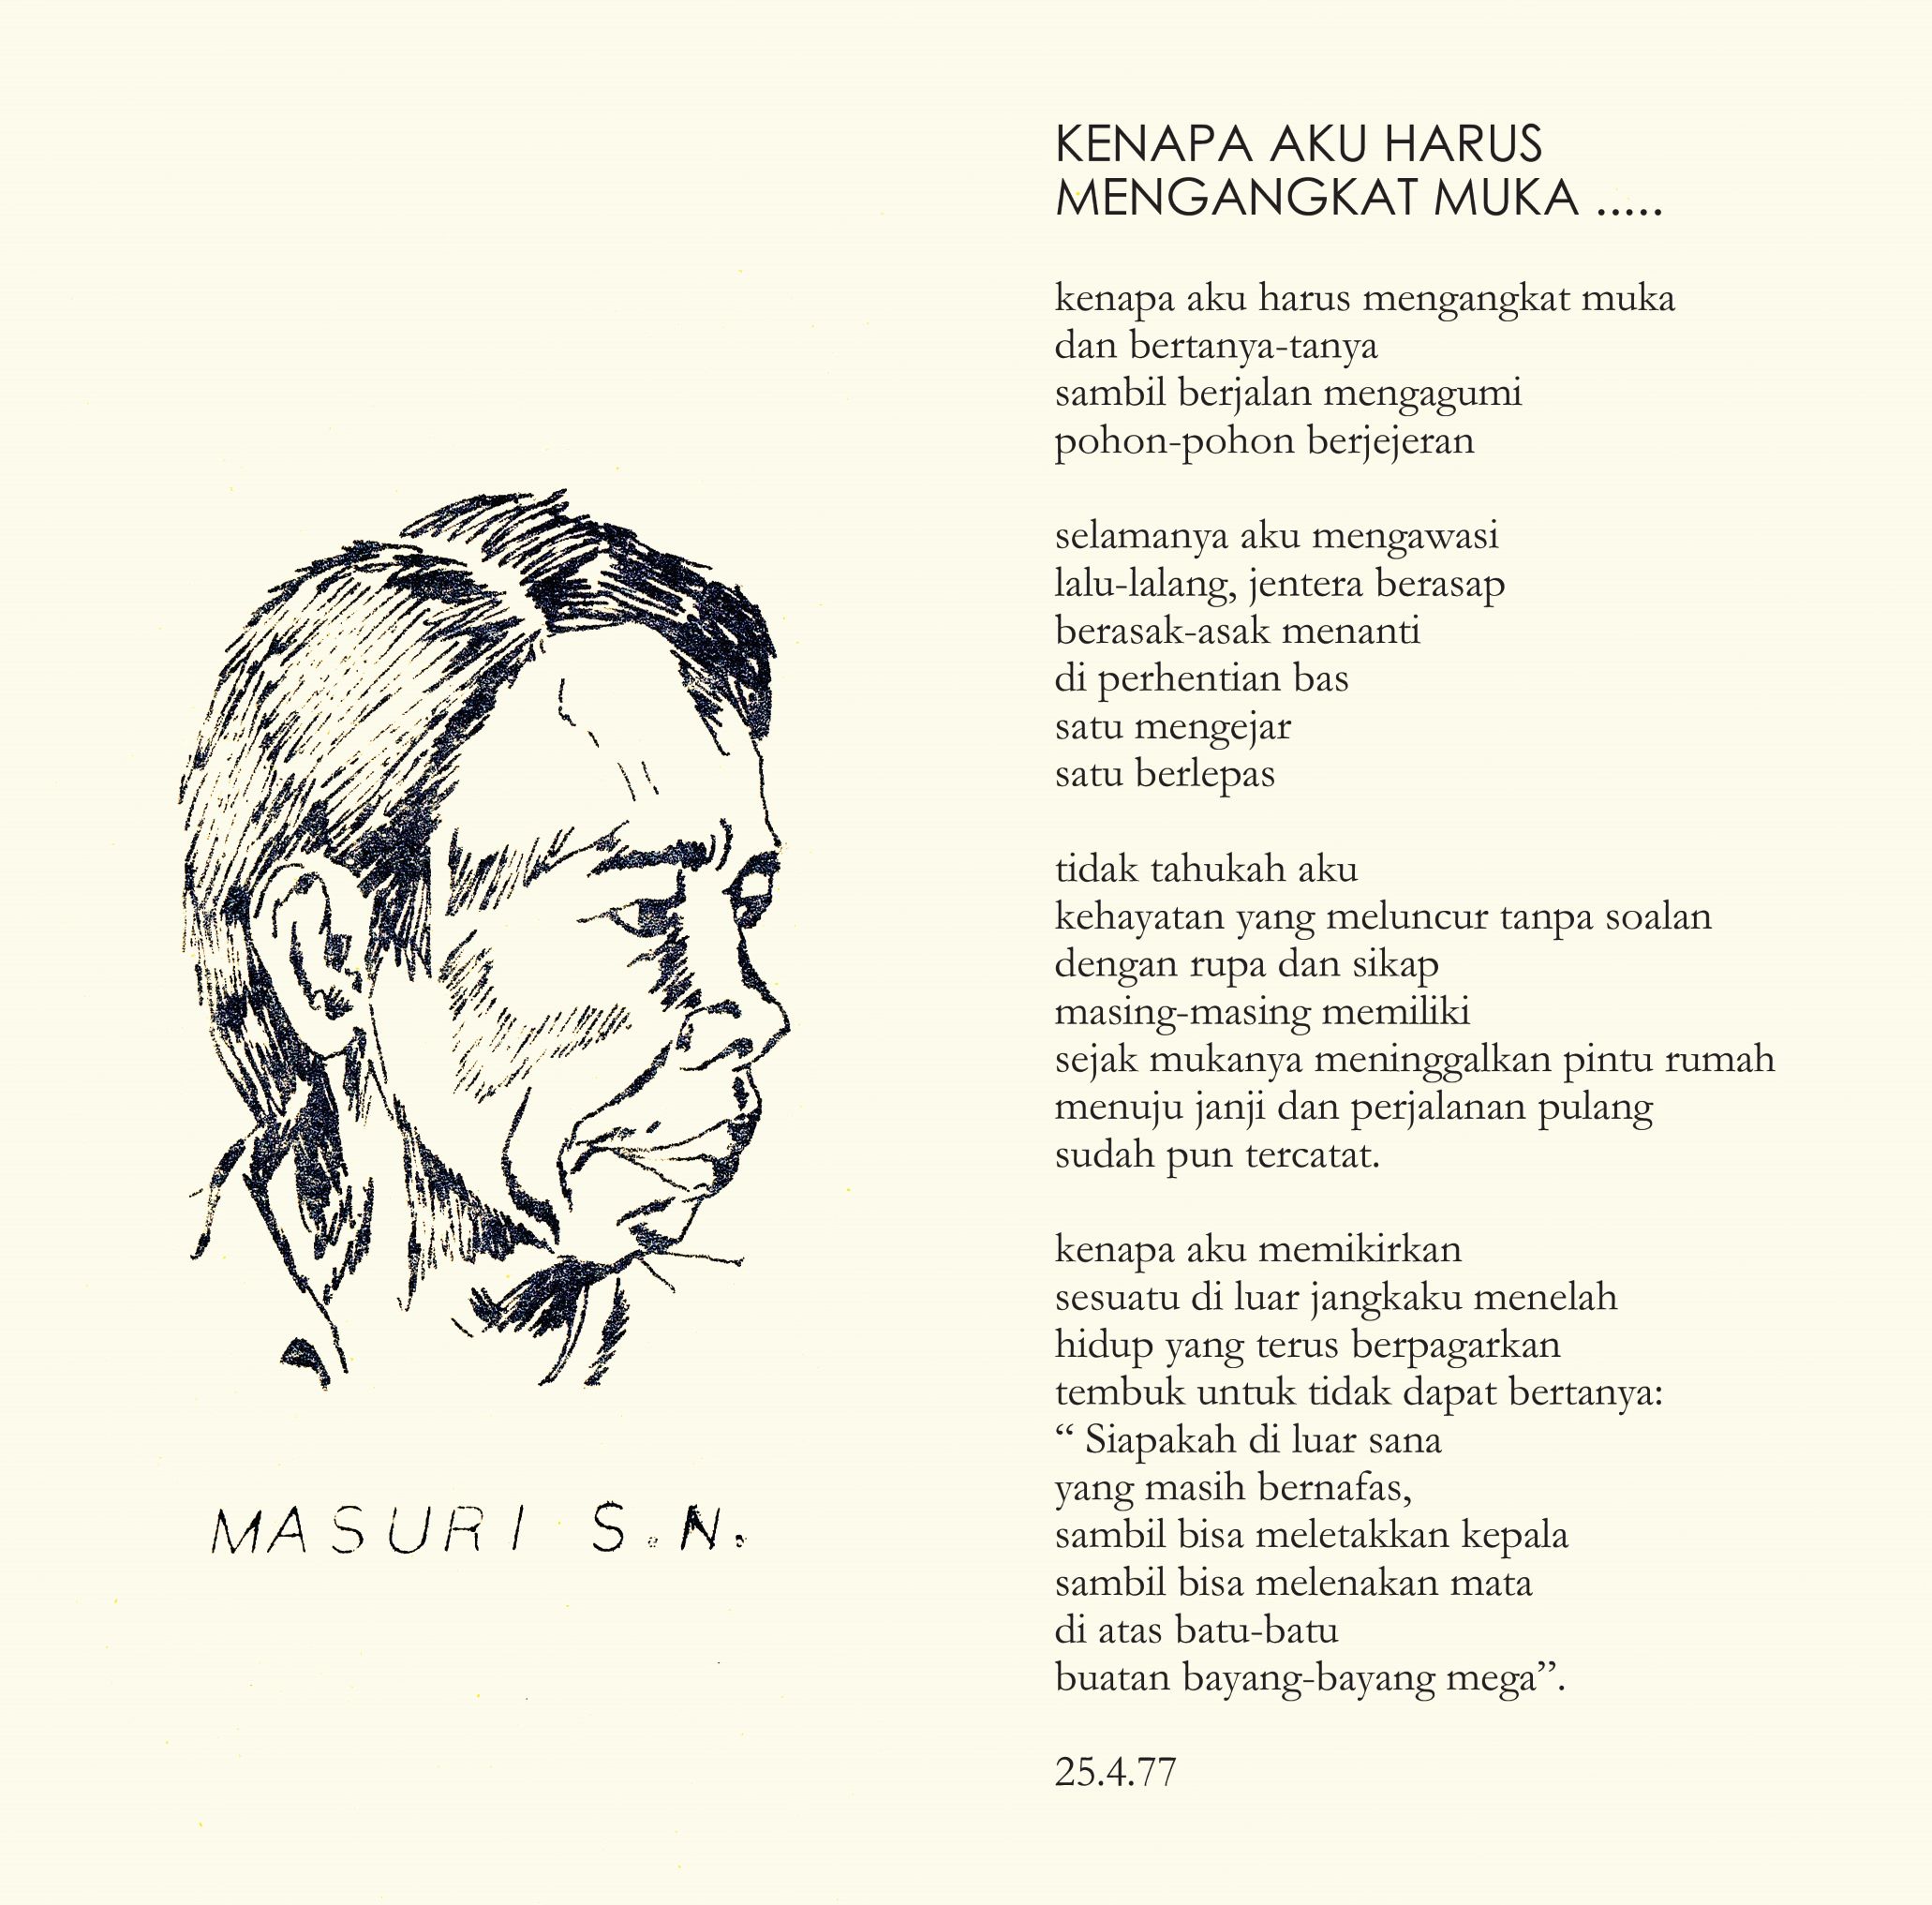 KENAPA AKU HARUS
MENGANGKAT MUKA .....
kenapa aku harus mengangkat muka
dan bertanya-tanya
sambil berjalan mengagumi
pohon-pohon berjejeran
selamanya aku mengawasi
lalu-lalang, jentera berasap
berasak-asak menanti
di perhentian bas
satu mengejar
satu berlepas
tidak tahukah aku
kehayatan yang meluncur tanpa soalan
dengan rupa dan sikap
masing-masing memiliki
sejak mukanya meninggalkan pintu rumah
menuju janji dan perjalanan pulang
sudah pun tercatat.
kenapa aku memikirkan
sesuatu di luar jangkaku menelah
hidup yang terus berpagarkan
tembuk untuk tidak dapat bertanya:
“ Siapakah di luar sana
yang masih bernafas,
sambil bisa meletakkan kepala
sambil bisa melenakan mata
di atas batu-batu
buatan bayang-bayang mega”.
25.4.77
MASURI S.N.